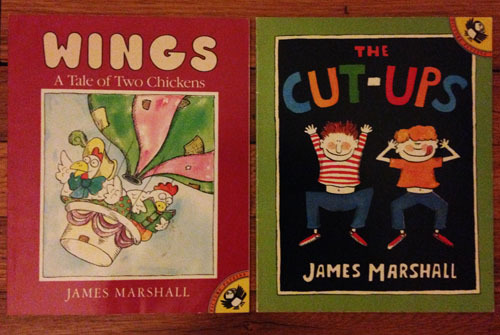 WINGS
A Tale of Two Chickens
JAMES MARSHALL
THE
CUT-UPS
JAMES MARSHALL